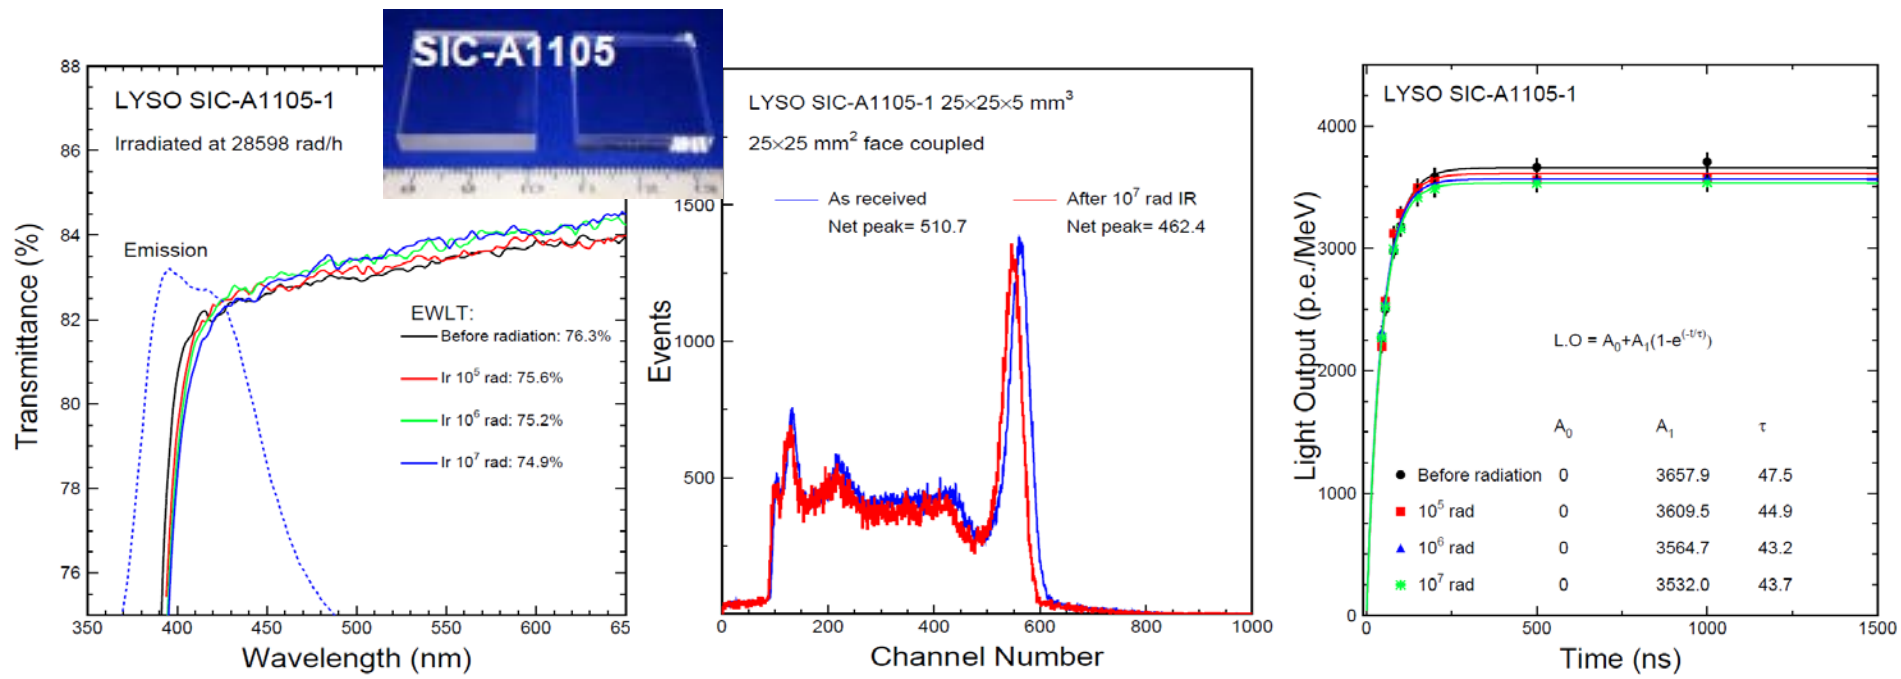 SIC-A1105
LYSO SIC-A1105-1
Irradiated at 28598 rad/h
Emission
EWLT:
Before radiation: 76.3%
Ir 10⁵ rad: 75.6%
Ir 10⁶ rad: 75.2%
Ir 10⁷ rad: 74.9%
Transmittance (%)
88
86
84
82
80
78
76
350 400 450 500 550 600 65
Wavelength (nm)
LYSO SIC-A1105-1 25×25×5 mm³
25×25 mm² face coupled
As received
Net peak= 510.7
After 10⁷ rad IR
Net peak= 462.4
Events
1500
1000
500
0 200 400 600 800 1000
Channel Number
LYSO SIC-A1105-1
L.O = A₀+A₁(1-e^(-t/τ))
A₀ A₁ τ
Before radiation 0 3657.9 47.5
10⁵ rad 0 3609.5 44.9
10⁶ rad 0 3564.7 43.2
10⁷ rad 0 3532.0 43.7
Light Output (p.e./MeV)
4000
3000
2000
1000
0
0 500 1000 1500
Time (ns)